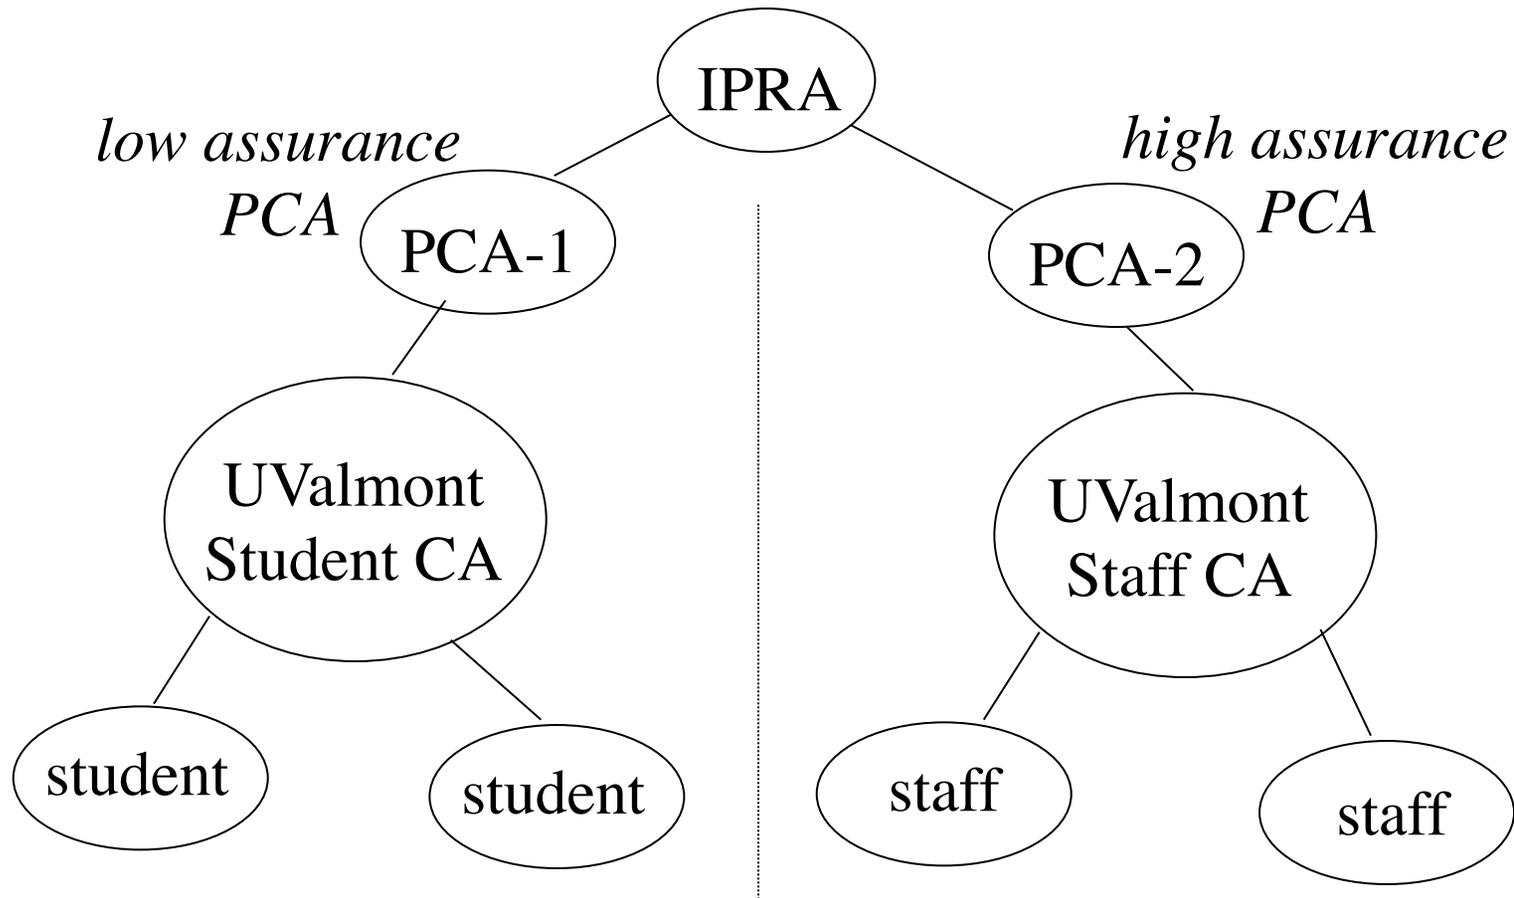 IPRA
low assurance
PCA
high assurance
PCA
PCA-1
PCA-2
UValmont
Student CA
UValmont
Staff CA
student
student
staff
staff